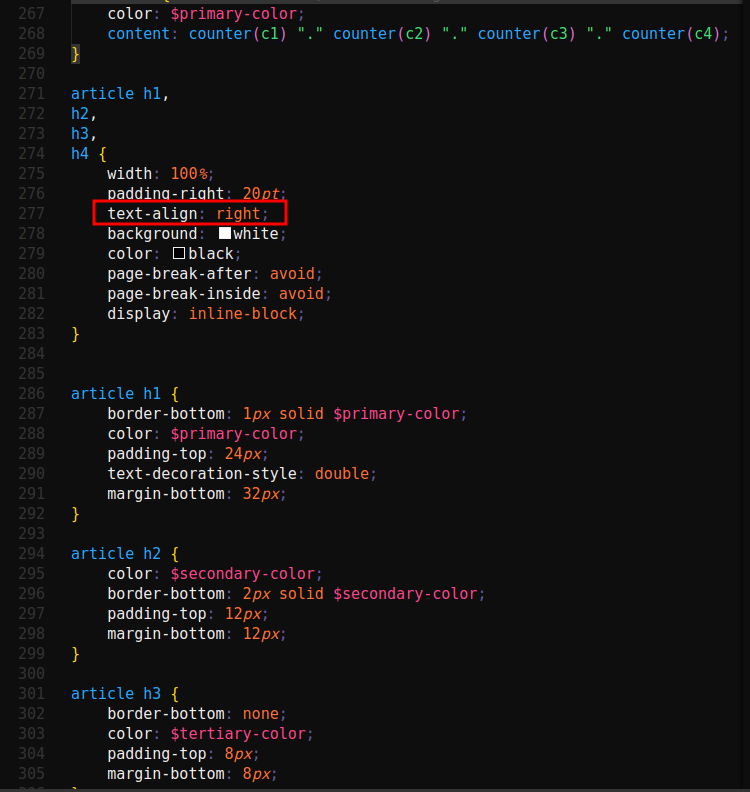 267 color: $primary-color;
268 content: counter(c1) "." counter(c2) "." counter(c3) "." counter(c4);
269 }
270
271 article h1,
272 h2,
273 h3,
274 h4 {
275 width: 100%;
276 padding-right: 20pt;
277 text-align: right;
278 background: white;
279 color: black;
280 page-break-after: avoid;
281 page-break-inside: avoid;
282 display: inline-block;
283 }
284
285
286 article h1 {
287 border-bottom: 1px solid $primary-color;
288 color: $primary-color;
289 padding-top: 24px;
290 text-decoration-style: double;
291 margin-bottom: 32px;
292 }
293
294 article h2 {
295 color: $secondary-color;
296 border-bottom: 2px solid $secondary-color;
297 padding-top: 12px;
298 margin-bottom: 12px;
299 }
300
301 article h3 {
302 border-bottom: none;
303 color: $tertiary-color;
304 padding-top: 8px;
305 margin-bottom: 8px;